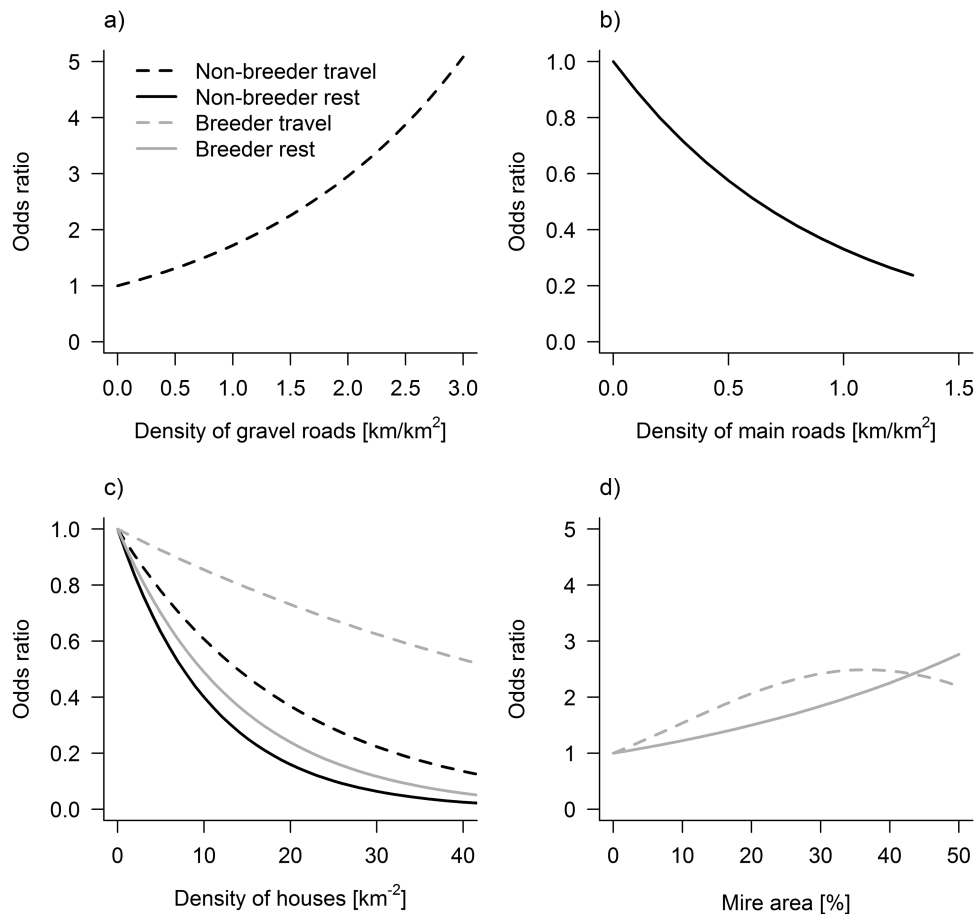 a)
Odds ratio
5
4
3
2
1
0
Non-breeder travel
Non-breeder rest
Breeder travel
Breeder rest
0.0 0.5 1.0 1.5 2.0 2.5 3.0
Density of gravel roads [km/km²]
b)
Odds ratio
1.0
0.8
0.6
0.4
0.2
0.0
0.0 0.5 1.0 1.5
Density of main roads [km/km²]
c)
Odds ratio
1.0
0.8
0.6
0.4
0.2
0.0
0 10 20 30 40
Density of houses [km⁻²]
d)
Odds ratio
5
4
3
2
1
0
0 10 20 30 40 50
Mire area [%]